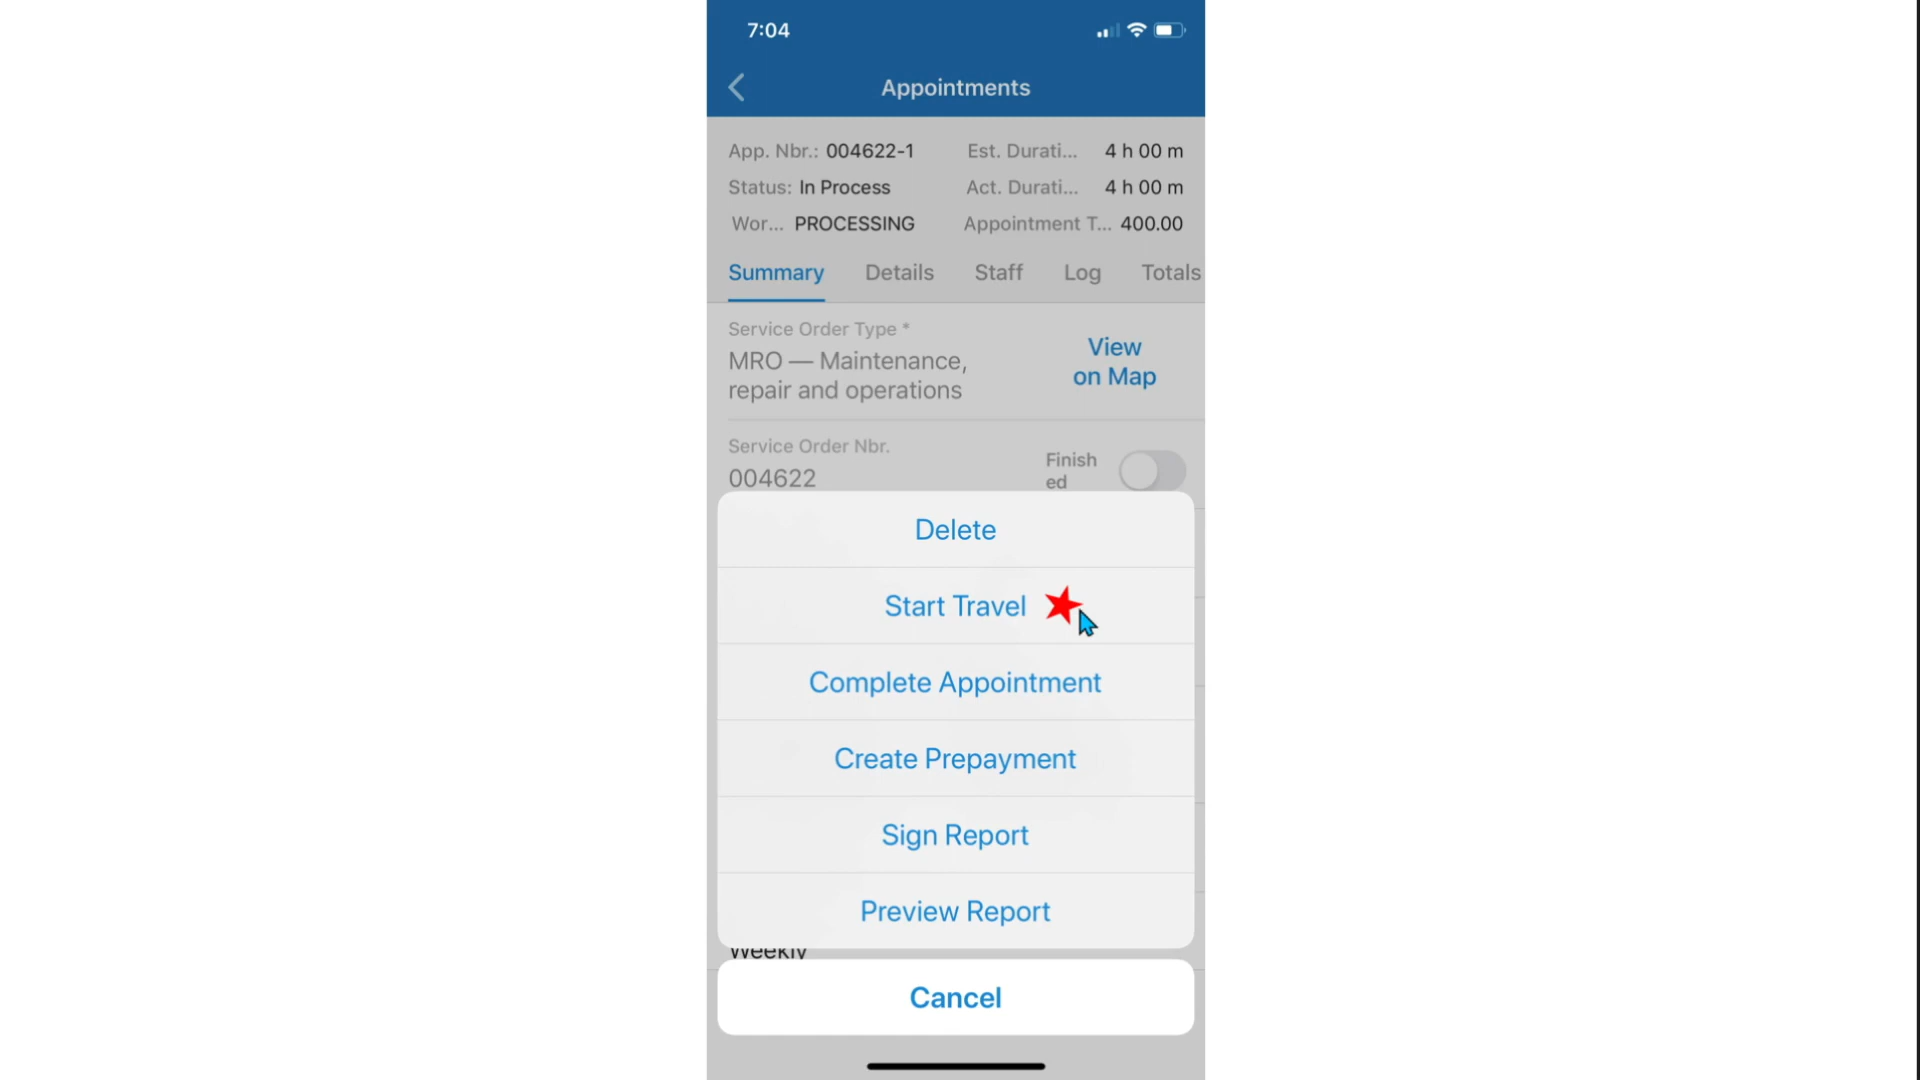 7:04
Appointments
App. Nbr.: 004622-1 Est. Durati... 4 h 00 m
Status: In Process Act. Durati... 4 h 00 m
Wor... PROCESSING Appointment T... 400.00
Summary Details Staff Log Totals
Service Order Type *
MRO — Maintenance,
repair and operations
View
on Map
Service Order Nbr.
004622
Finish
ed
Delete
Start Travel
Complete Appointment
Create Prepayment
Sign Report
Preview Report
Weekly
Cancel